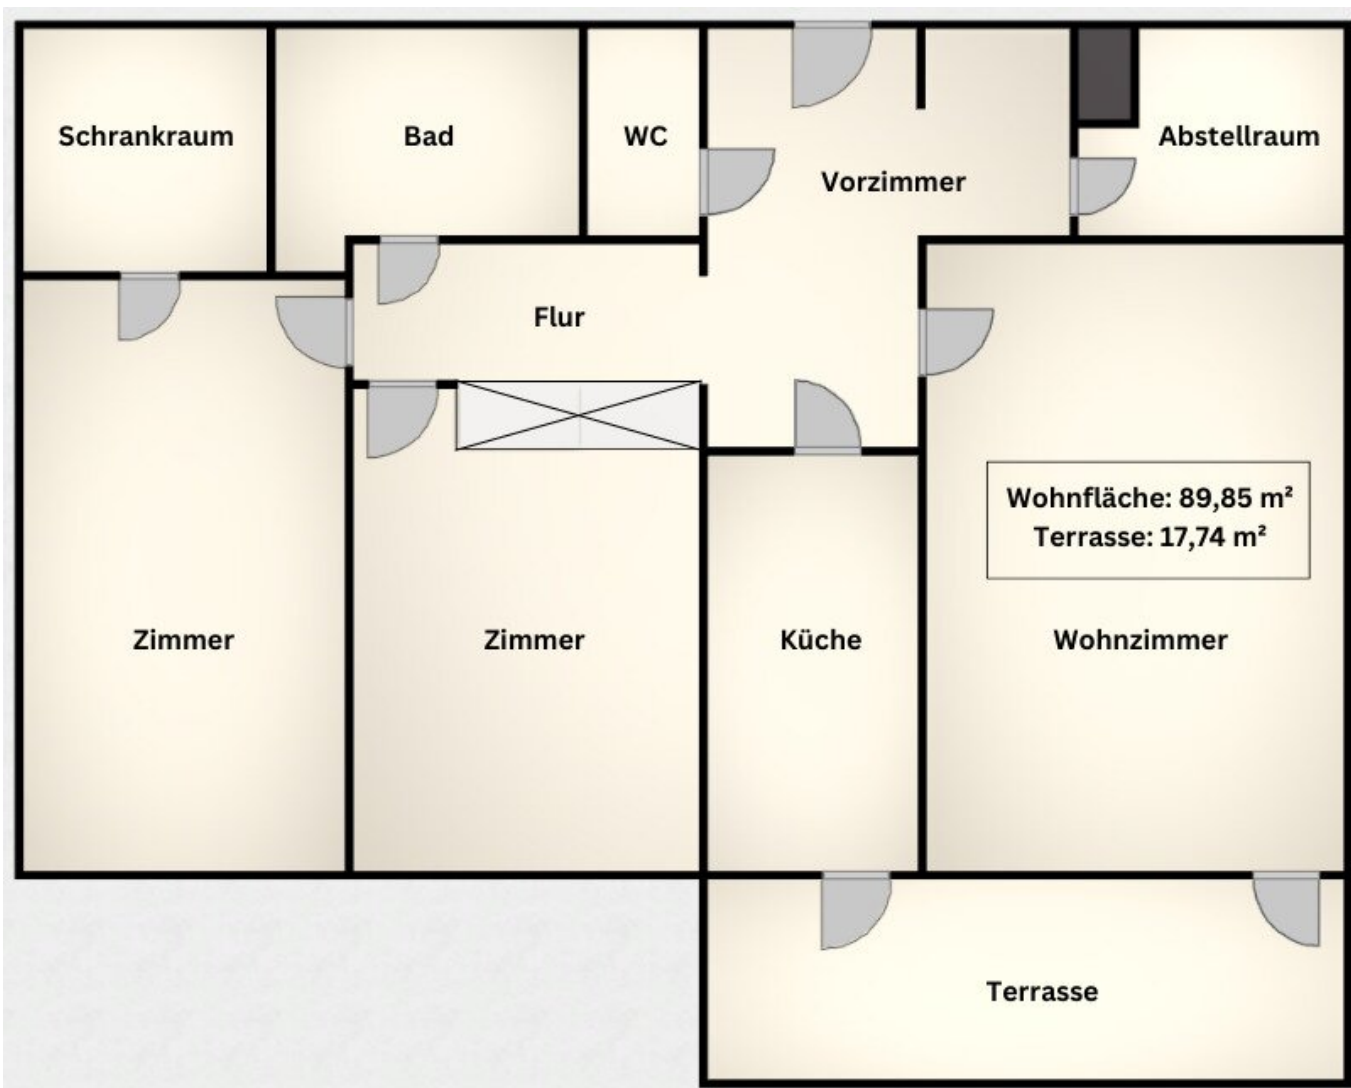 Schrankraum
Bad
WC
Abstellraum
Vorzimmer
Flur
Wohnfläche: 89,85 m²
Terrasse: 17,74 m²
Zimmer
Zimmer
Küche
Wohnzimmer
Terrasse